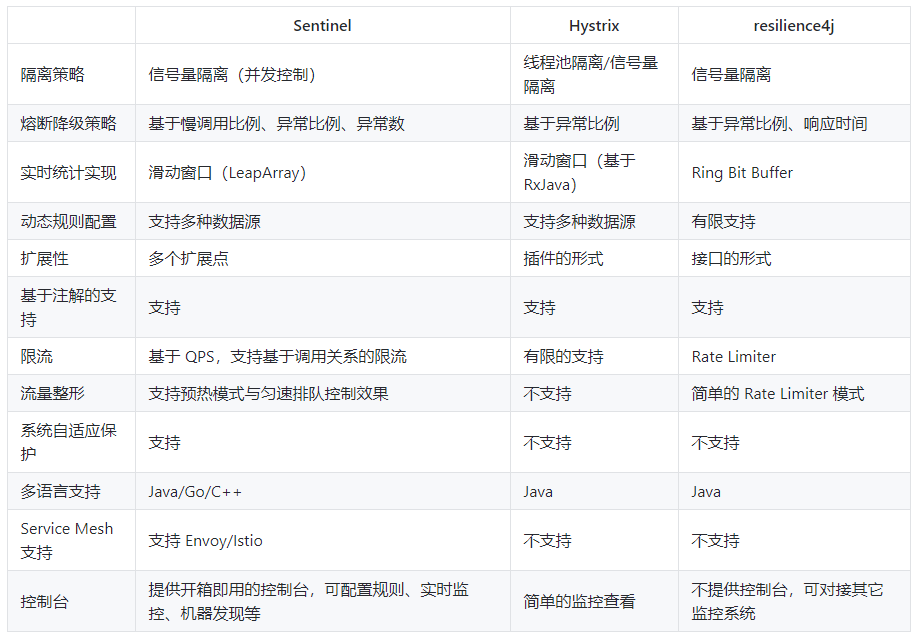 Sentinel Hystrix resilience4j
隔离策略 信号量隔离（并发控制） 线程池隔离/信号量
隔离 信号量隔离
熔断降级策略 基于慢调用比例、异常比例、异常数 基于异常比例 基于异常比例、响应时间
实时统计实现 滑动窗口（LeapArray） 滑动窗口（基于
RxJava） Ring Bit Buffer
动态规则配置 支持多种数据源 支持多种数据源 有限支持
扩展性 多个扩展点 插件的形式 接口的形式
基于注解的支
持 支持 支持 支持
限流 基于 QPS，支持基于调用关系的限流 有限的支持 Rate Limiter
流量整形 支持预热模式与匀速排队控制效果 不支持 简单的 Rate Limiter 模式
系统自适应保
护 支持 不支持 不支持
多语言支持 Java/Go/C++ Java Java
Service Mesh
支持 支持 Envoy/Istio 不支持 不支持
控制台 提供开箱即用的控制台，可配置规则、实时监
控、机器发现等 简单的监控查看 不提供控制台，可对接其它
监控系统